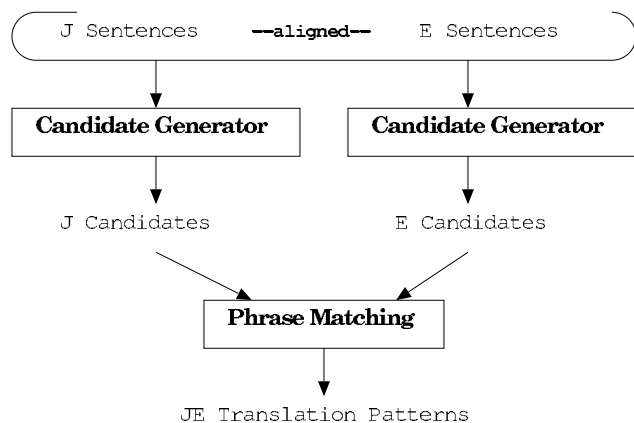 J Sentences --aligned-- E Sentences
Candidate Generator Candidate Generator
J Candidates E Candidates
Phrase Matching
JE Translation Patterns